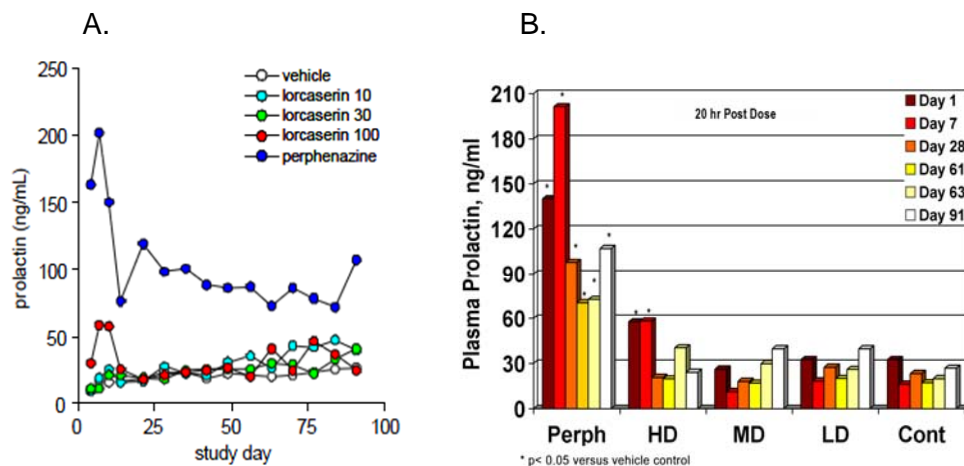 A.
B.
250
200
150
100
50
0
prolactin (ng/mL)
vehicle
lorcaserin 10
lorcaserin 30
lorcaserin 100
perphenazine
0
25
50
75
100
study day
210
180
150
120
90
60
30
0
Plasma Prolactin, ng/ml
20 hr Post Dose
*
*
*
*
*
*
*
*
Day 1
Day 7
Day 28
Day 61
Day 63
Day 91
Perph
HD
MD
LD
Cont
* p< 0.05 versus vehicle control